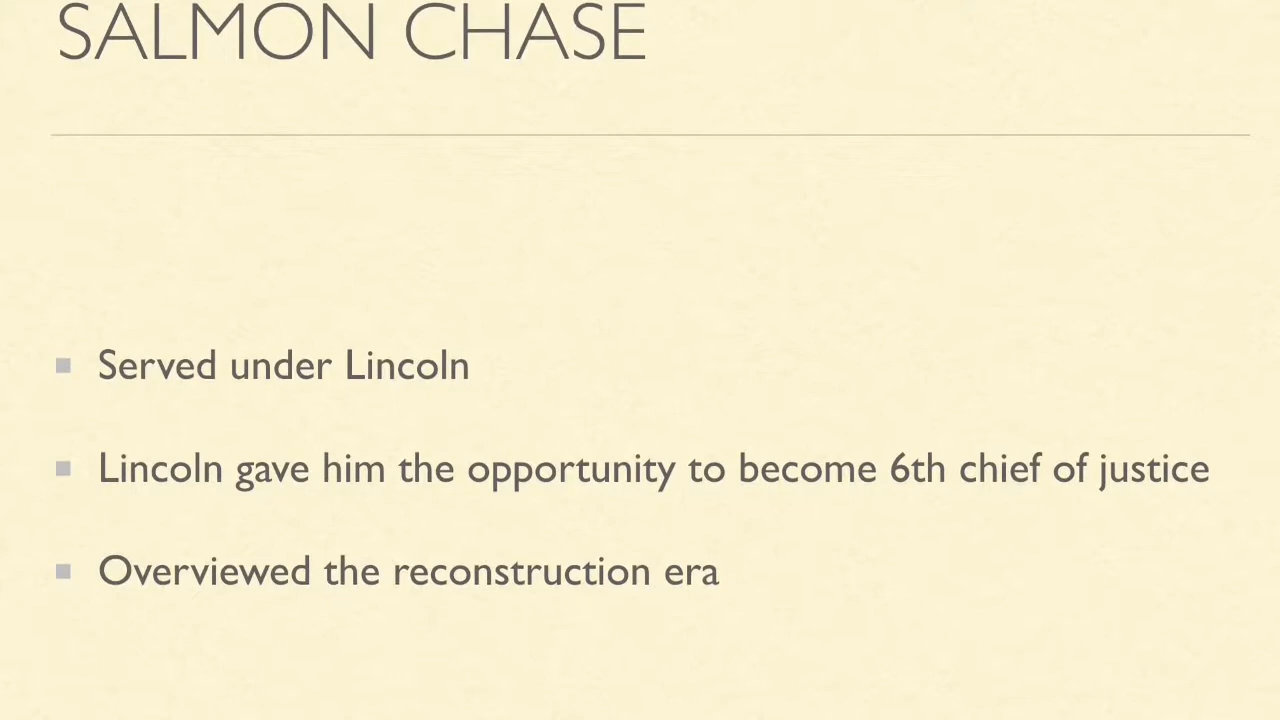 SALMON CHASE
Served under Lincoln
Lincoln gave him the opportunity to become 6th chief of justice
Overviewed the reconstruction era